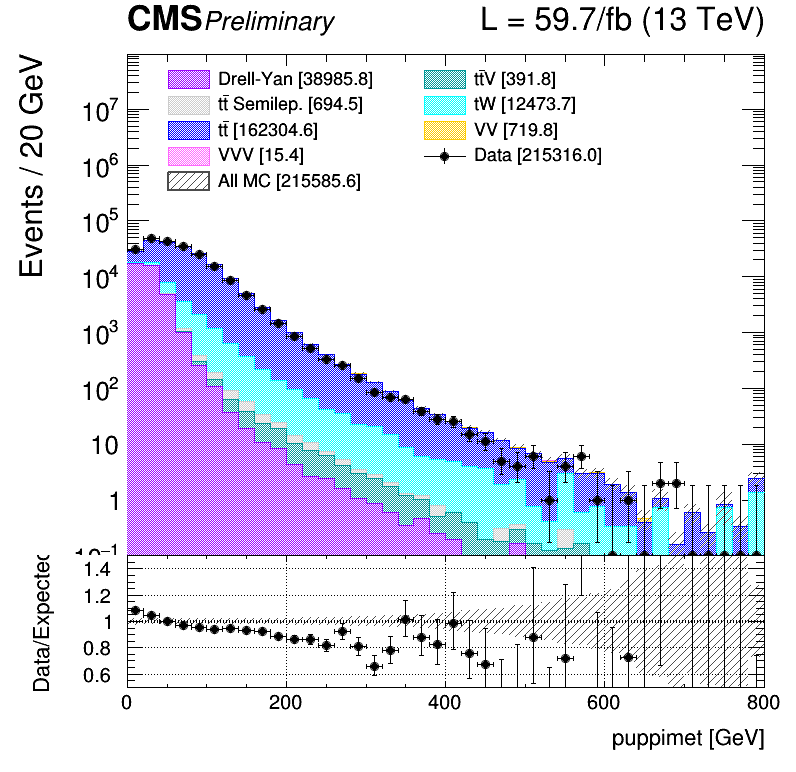 CMS Preliminary L = 59.7/fb (13 TeV)
Events / 20 GeV
Drell-Yan [38985.8]
tt̄ Semilep. [694.5]
tt̄ [162304.6]
VVV [15.4]
All MC [215585.6]
tt̄V [391.8]
tW [12473.7]
VV [719.8]
Data [215316.0]
10⁷
10⁶
10⁵
10⁴
10³
10²
10
1
10⁻¹
Data/Expected
1.4
1.2
1
0.8
0.6
0 200 400 600 800
puppimet [GeV]